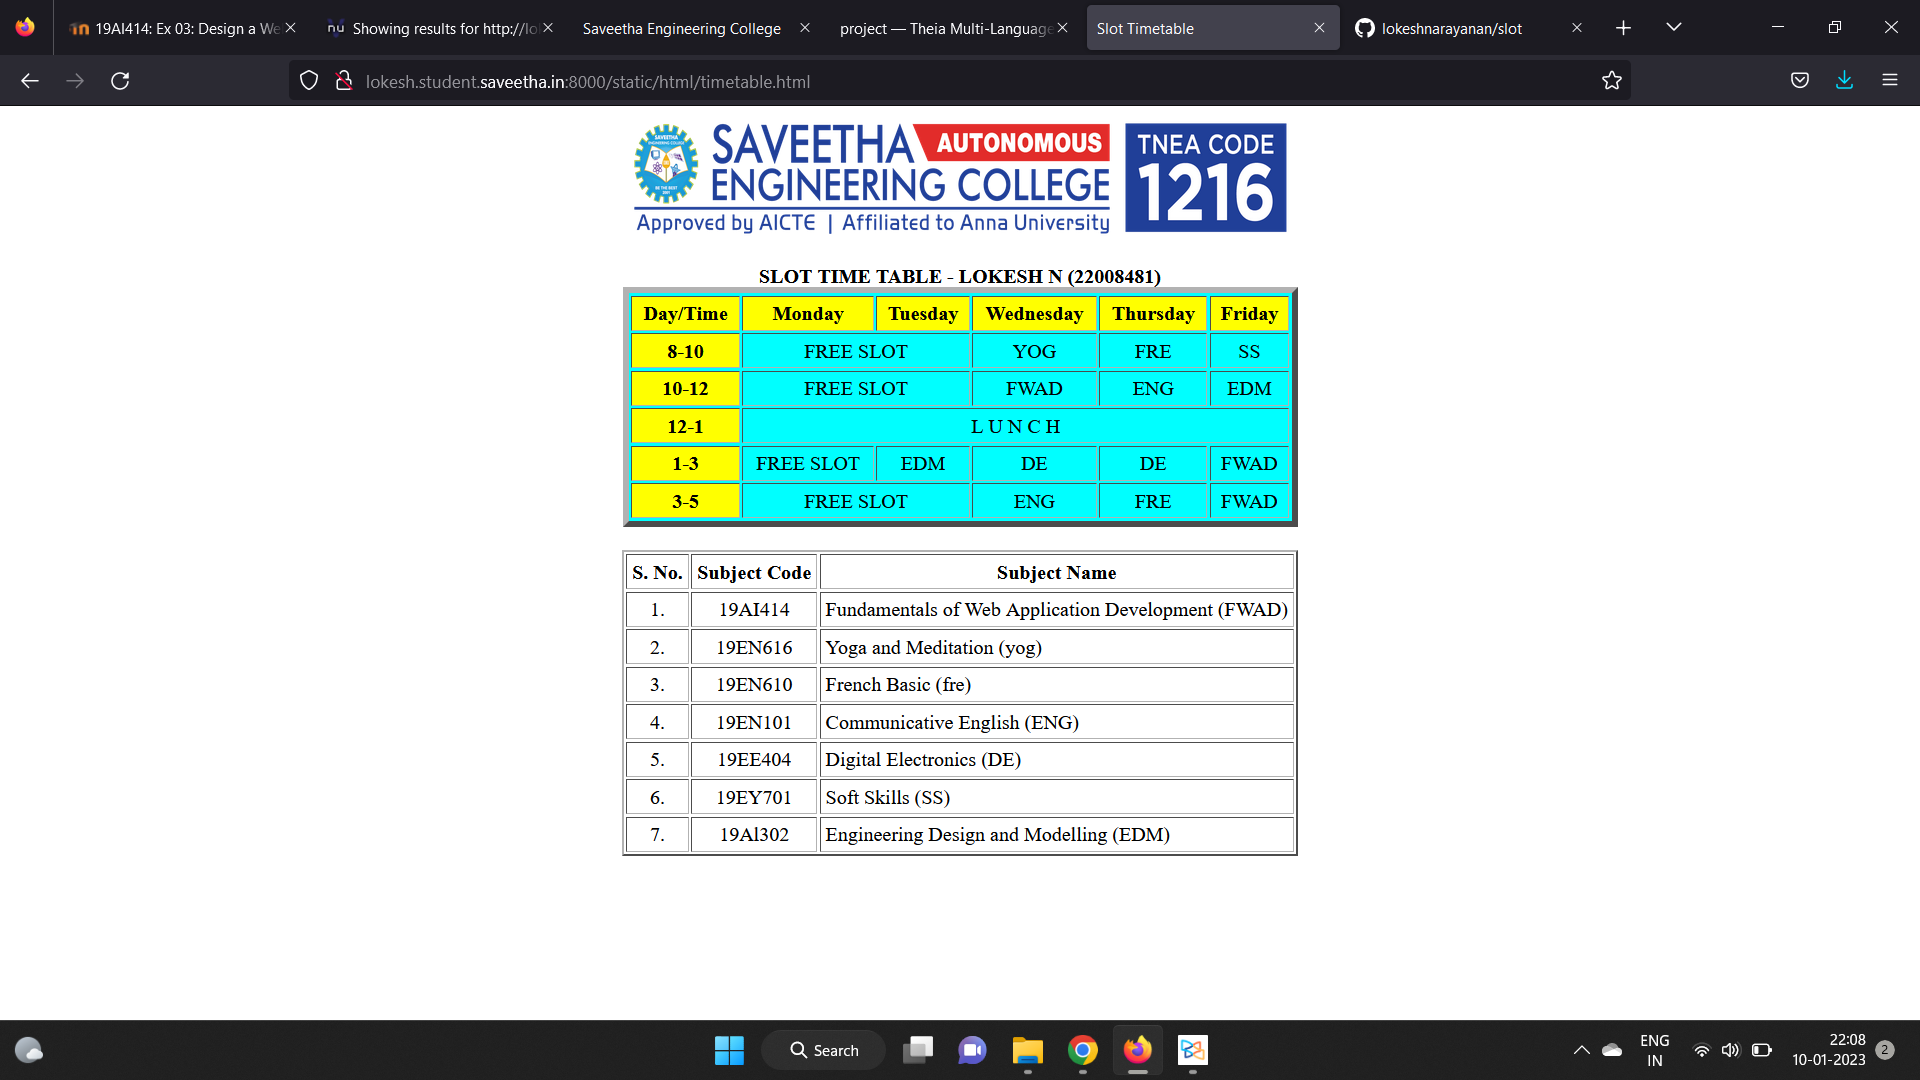 19AI414: Ex 03: Design a We
Showing results for http://lo
Saveetha Engineering College
project — Theia Multi-Language
Slot Timetable
lokeshnarayanan/slot
lokesh.student.saveetha.in:8000/static/html/timetable.html
SAVEETHA AUTONOMOUS
ENGINEERING COLLEGE
Approved by AICTE | Affiliated to Anna University
TNEA CODE
1216
SLOT TIME TABLE - LOKESH N (22008481)
Day/Time Monday Tuesday Wednesday Thursday Friday
8-10 FREE SLOT YOG FRE SS
10-12 FREE SLOT FWAD ENG EDM
12-1 L U N C H
1-3 FREE SLOT EDM DE DE FWAD
3-5 FREE SLOT ENG FRE FWAD
S. No. Subject Code Subject Name
1. 19AI414 Fundamentals of Web Application Development (FWAD)
2. 19EN616 Yoga and Meditation (yog)
3. 19EN610 French Basic (fre)
4. 19EN101 Communicative English (ENG)
5. 19EE404 Digital Electronics (DE)
6. 19EY701 Soft Skills (SS)
7. 19Al302 Engineering Design and Modelling (EDM)
Search
ENG
IN
22:08
10-01-2023
2